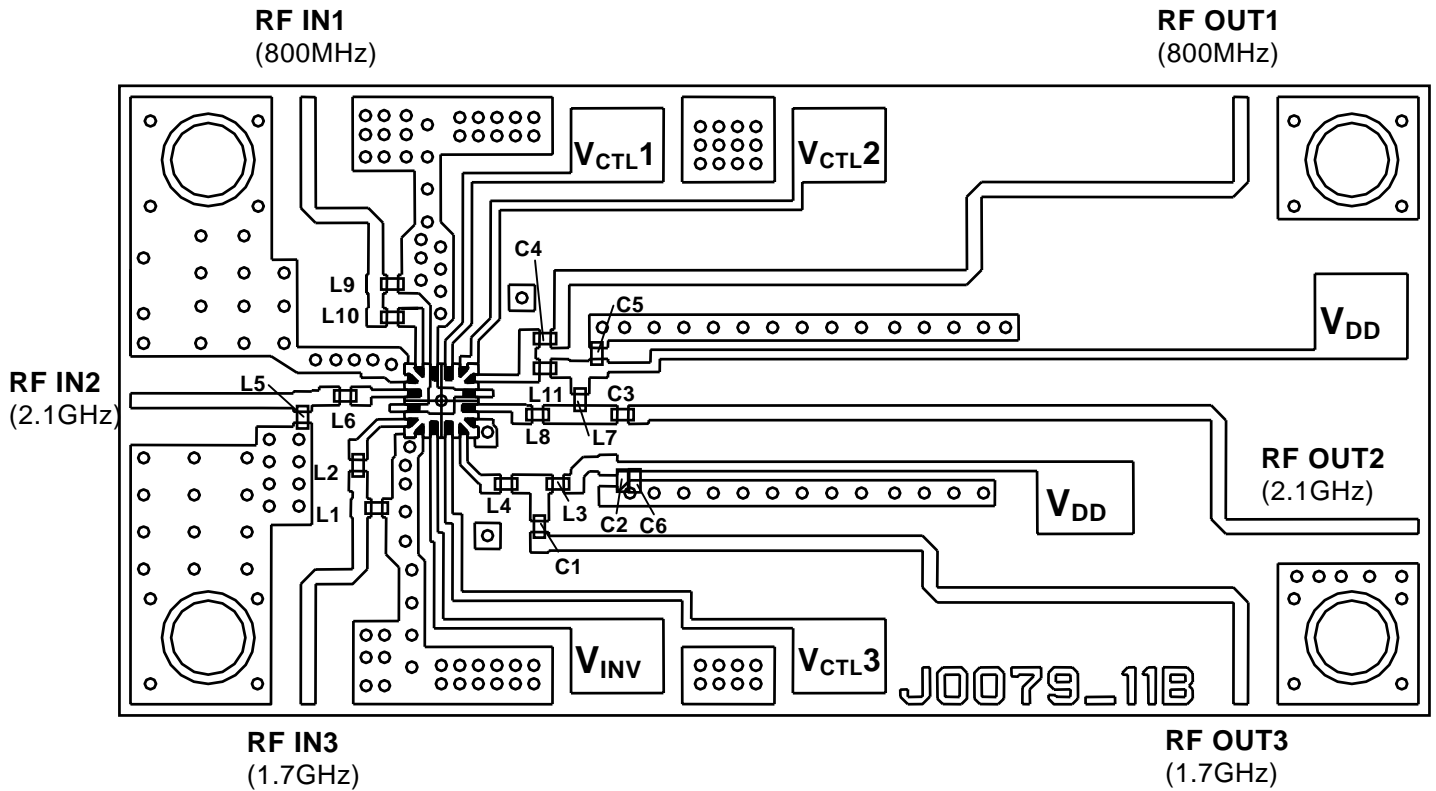 RF IN1
(800MHz)
RF OUT1
(800MHz)
VCTL1
VCTL2
C4
L9
C5
L10
VDD
RF IN2
(2.1GHz)
L5
L6
L11
C3
L8
L7
L2
RF OUT2
(2.1GHz)
L4
L3
L1
C2
C6
VDD
C1
VINV
VCTL3
J0079_11B
RF IN3
(1.7GHz)
RF OUT3
(1.7GHz)